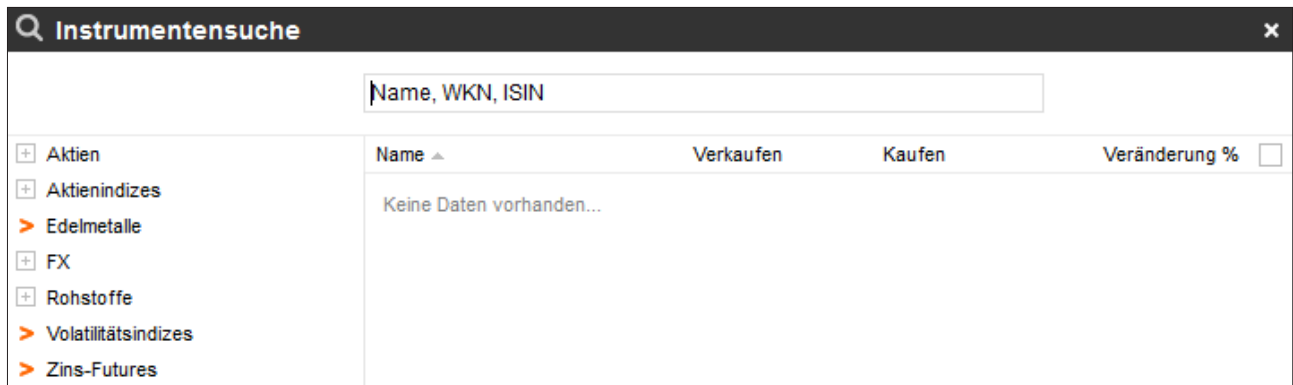 Instrumentensuche
Name, WKN, ISIN
Aktien
Aktienindizes
Edelmetalle
FX
Rohstoffe
Volatilitätsindizes
Zins-Futures
Name Verkaufen Kaufen Veränderung %
Keine Daten vorhanden...